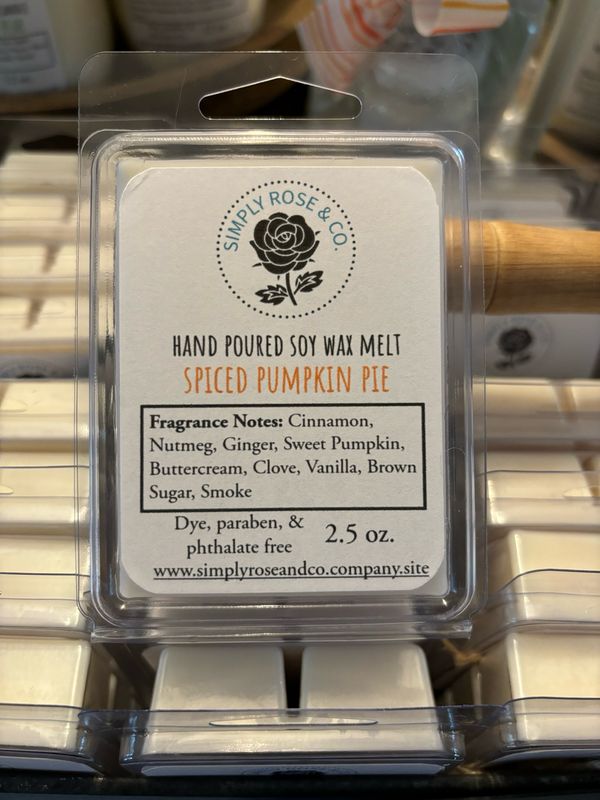 SIMPLY ROSE & CO.
HAND POURED SOY WAX MELT
SPICED PUMPKIN PIE
Fragrance Notes: Cinnamon,
Nutmeg, Ginger, Sweet Pumpkin,
Buttercream, Clove, Vanilla, Brown
Sugar, Smoke
Dye, paraben, &
phthalate free
2.5 oz.
www.simplyroseandco.company.site